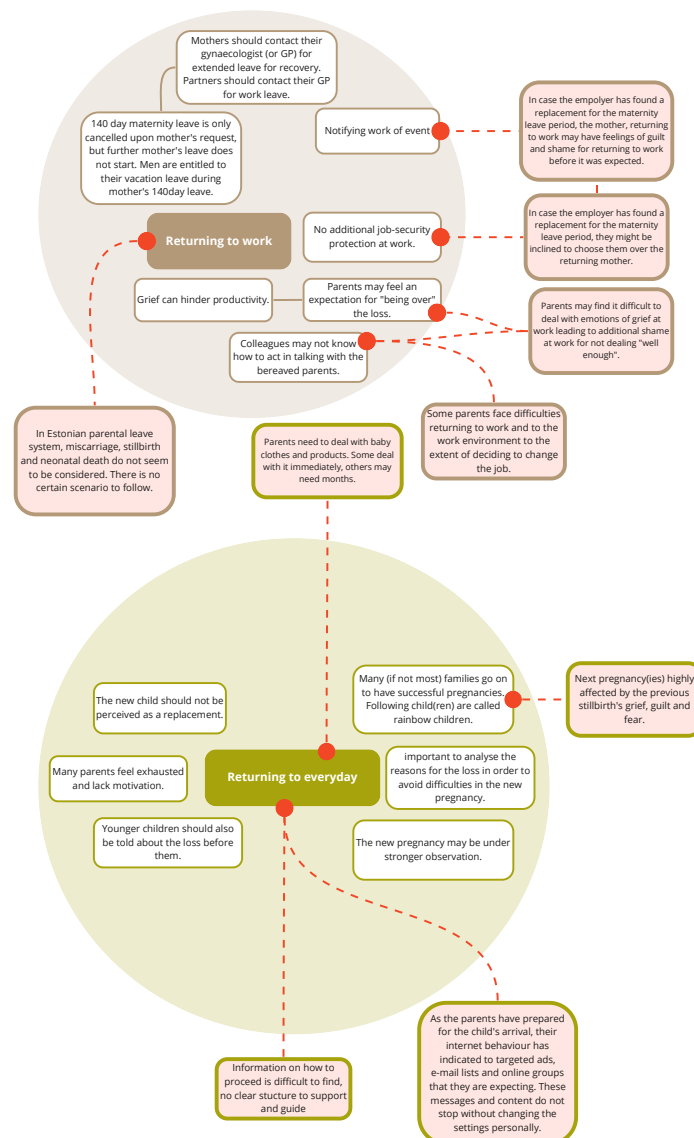 Mothers should contact their
gynaecologist (or GP) for
extended leave for recovery.
Partners should contact their GP
for work leave.
140 day maternity leave is only
cancelled upon mother's request,
but further mother's leave does
not start. Men are entitled to
their vacation leave during
mother's 140day leave.
Notifying work of event
In case the empolyer has found a
replacement for the maternity
leave period, the mother, returning
to work may have feelings of guilt
and shame for returning to work
before it was expected.
Returning to work
No additional job-security
protection at work.
In case the employer has found a
replacement for the maternity
leave period, they might be
inclined to choose them over the
returning mother.
Grief can hinder productivity.
Parents may feel an
expectation for "being over"
the loss.
Parents may find it difficult to
deal with emotions of grief at
work leading to additional shame
at work for not dealing "well
enough".
Colleagues may not know
how to act in talking with the
bereaved parents.
In Estonian parental leave
system, miscarriage, stillbirth
and neonatal death do not seem
to be considered. There is no
certain scenario to follow.
Some parents face difficulties
returning to work and to the
work environment to the
extent of deciding to change
the job.
Parents need to deal with baby
clothes and products. Some deal
with it immediately, others may
need months.
The new child should not be
perceived as a replacement.
Many (if not most) families go on
to have successful pregnancies.
Following child(ren) are called
rainbow children.
Next pregnancy(ies) highly
affected by the previous
stillbirth's grief, guilt and
fear.
Many parents feel exhausted
and lack motivation.
Returning to everyday
important to analyse the
reasons for the loss in order to
avoid difficulties in the new
pregnancy.
Younger children should also
be told about the loss before
them.
The new pregnancy may be under
stronger observation.
Information on how to
proceed is difficult to find,
no clear stucture to support
and guide
As the parents have prepared
for the child's arrival, their
internet behaviour has
indicated to targeted ads,
e-mail lists and online groups
that they are expecting. These
messages and content do not
stop without changing the
settings personally.